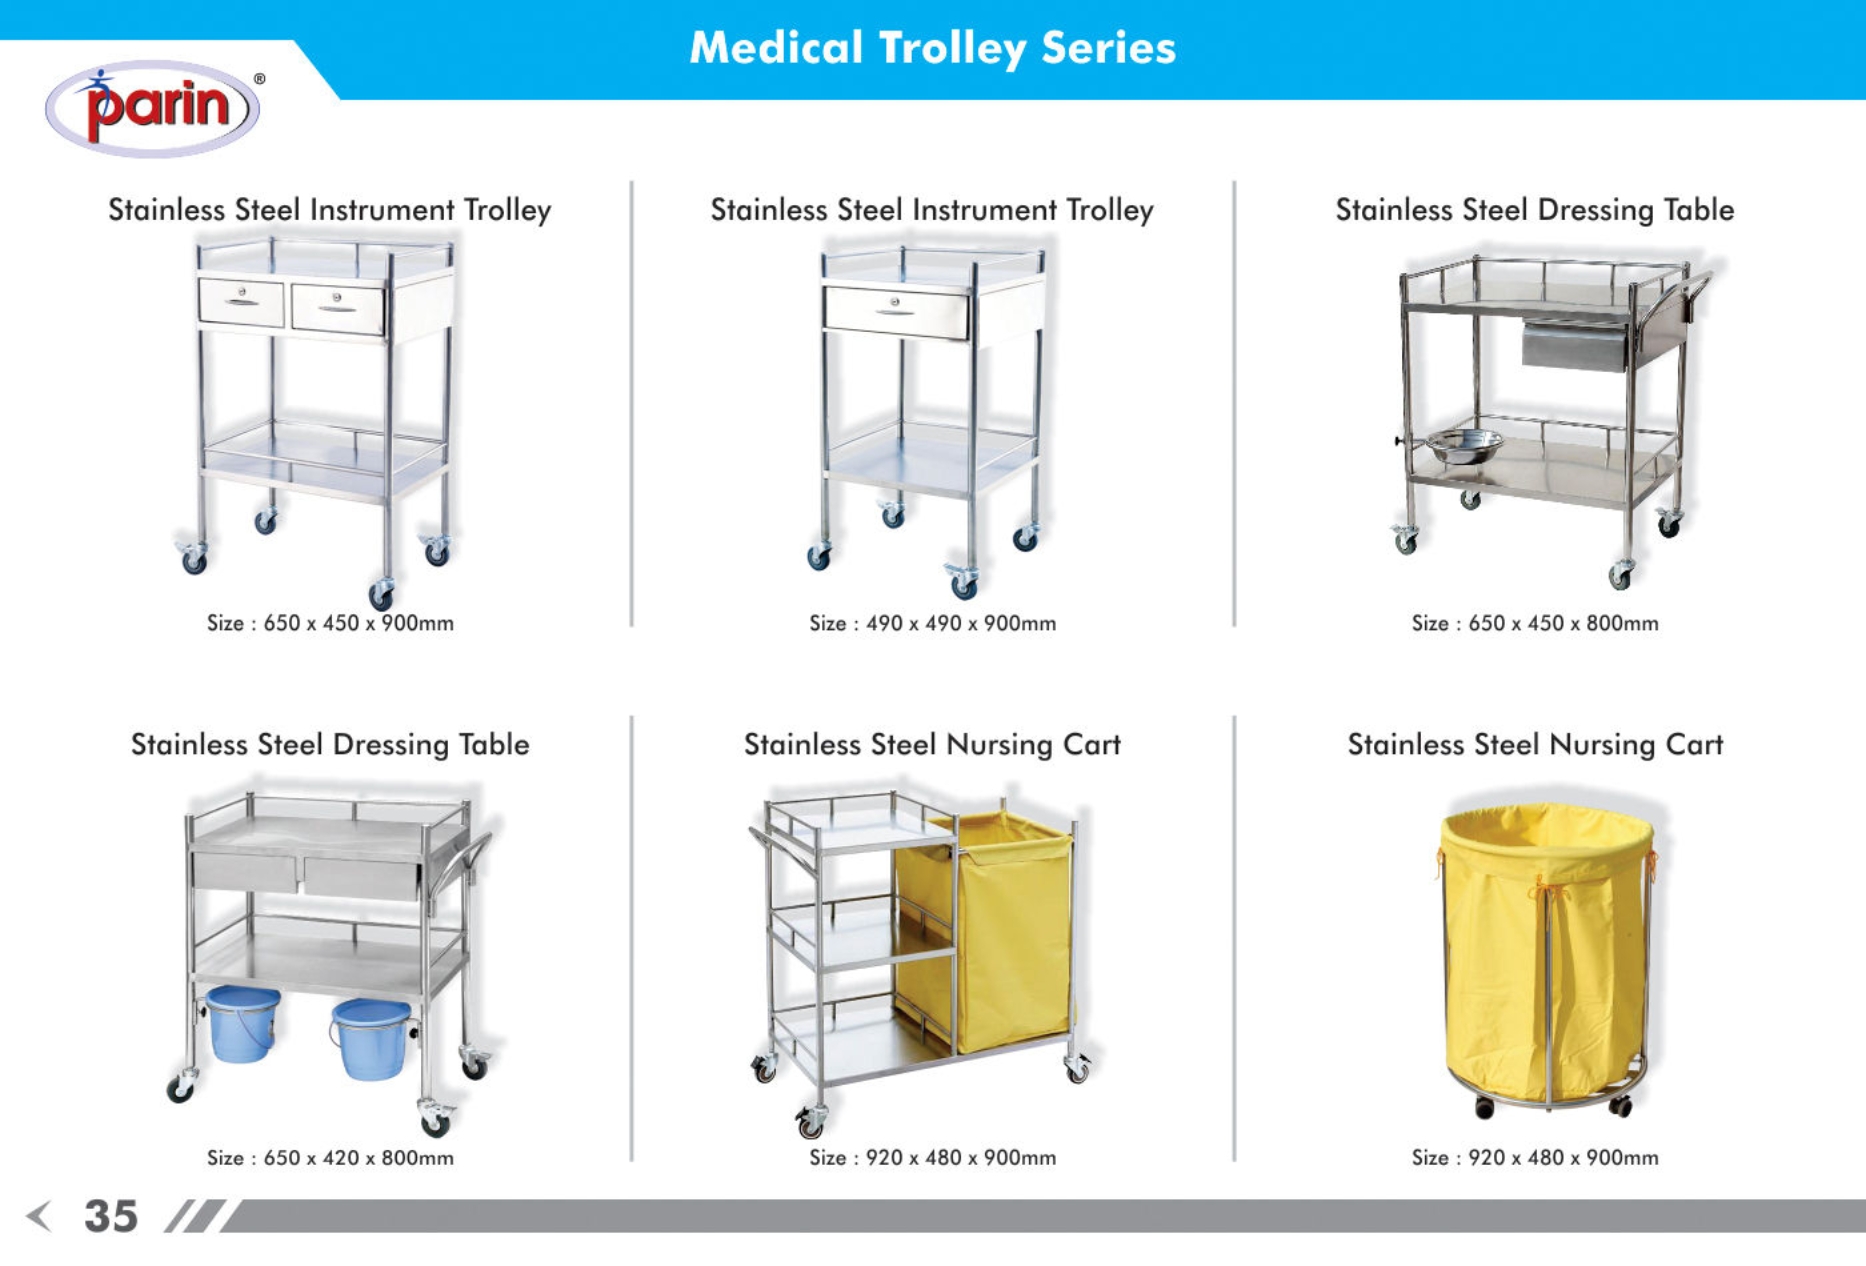 Medical Trolley Series
parin®
Stainless Steel Instrument Trolley
Size : 650 x 450 x 900mm
Stainless Steel Instrument Trolley
Size : 490 x 490 x 900mm
Stainless Steel Dressing Table
Size : 650 x 450 x 800mm
Stainless Steel Dressing Table
Size : 650 x 420 x 800mm
Stainless Steel Nursing Cart
Size : 920 x 480 x 900mm
Stainless Steel Nursing Cart
Size : 920 x 480 x 900mm
35